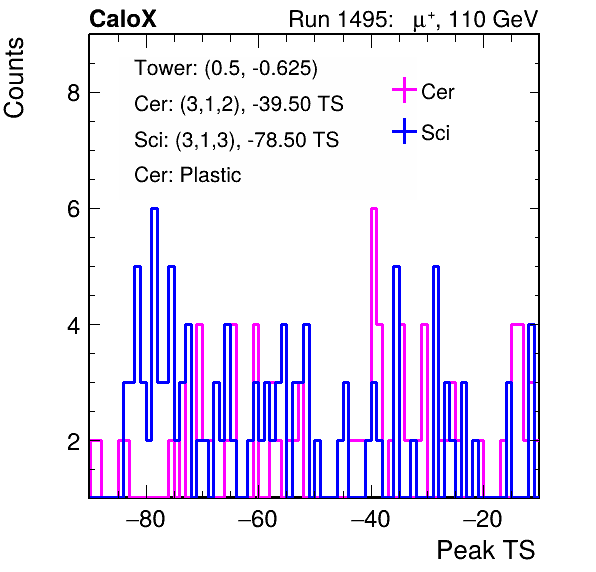 CaloX Run 1495: μ⁺, 110 GeV
Counts
Tower: (0.5, -0.625)
Cer: (3,1,2), -39.50 TS
Sci: (3,1,3), -78.50 TS
Cer: Plastic
Cer
Sci
8
6
4
2
−80 −60 −40 −20
Peak TS